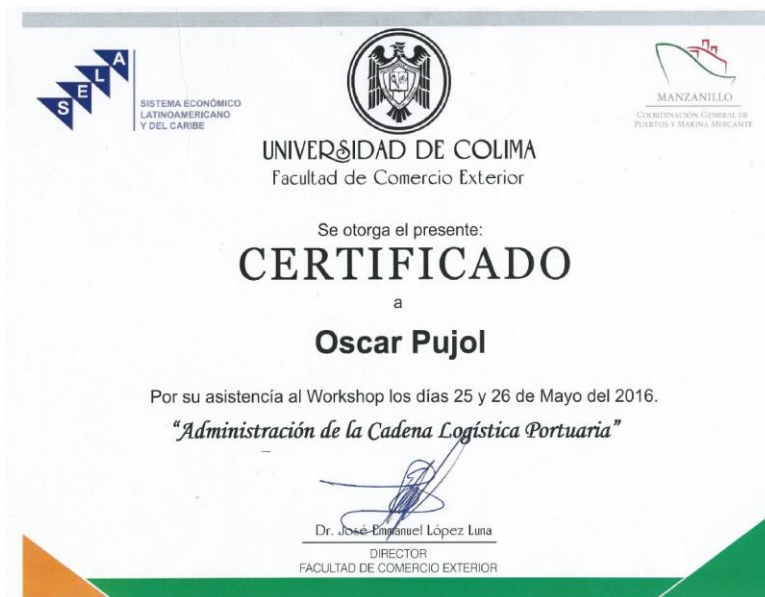 SELA
SISTEMA ECONÓMICO
LATINOAMERICANO
Y DEL CARIBE
UNIVERSIDAD DE COLIMA
Facultad de Comercio Exterior
MANZANILLO
COORDINACIÓN GENERAL DE
PUERTOS Y MARINA MERCANTE
Se otorga el presente:
CERTIFICADO
a
Oscar Pujol
Por su asistencía al Workshop los días 25 y 26 de Mayo del 2016.
"Administración de la Cadena Logística Portuaria"
Dr. José Emmanuel López Luna
DIRECTOR
FACULTAD DE COMERCIO EXTERIOR